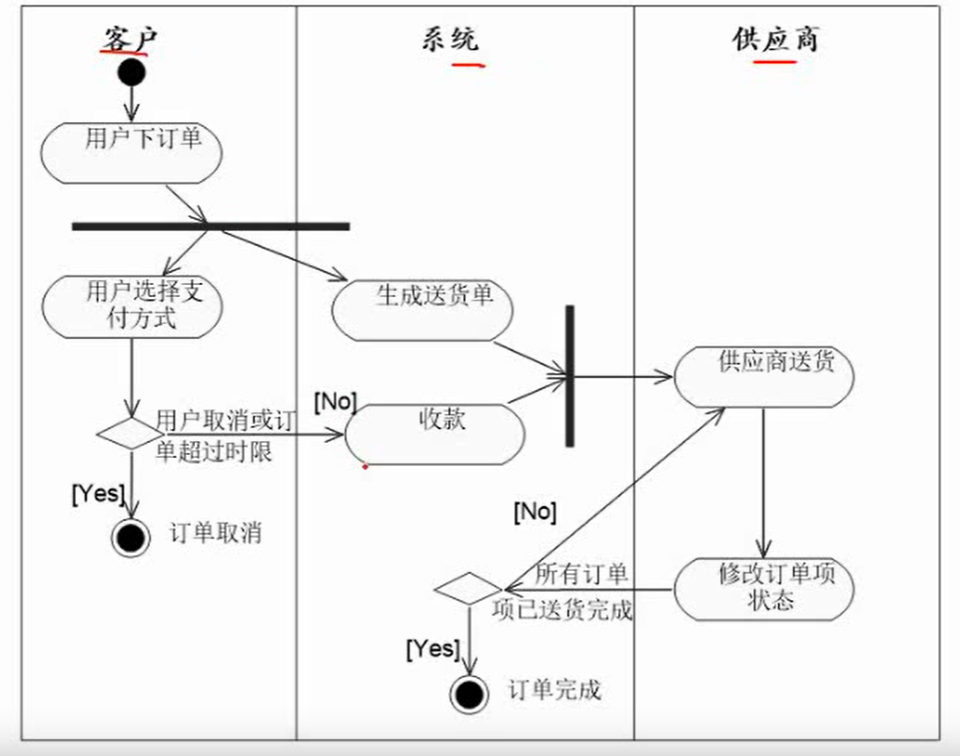 客户
系统
供应商
用户下订单
用户选择支
付方式
生成送货单
供应商送货
[No]
收款
用户取消或订
单超过时限
[Yes]
订单取消
[No]
所有订单
项已送货完成
修改订单项
状态
[Yes]
订单完成